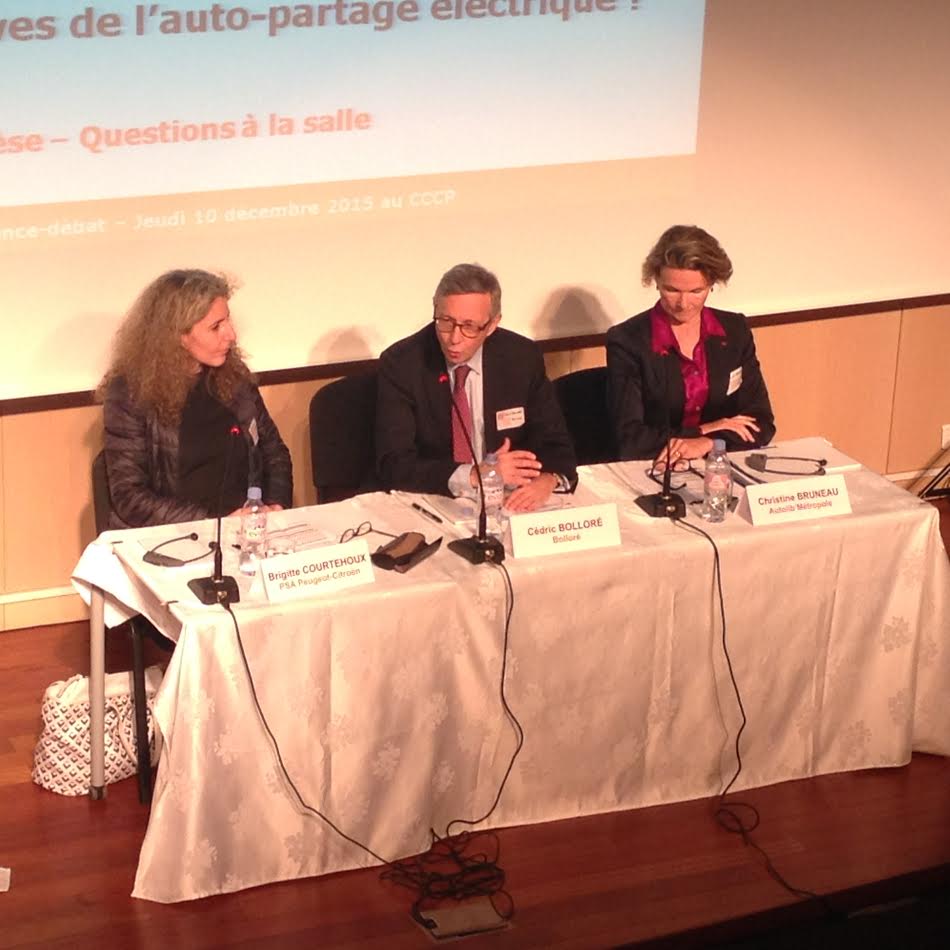 ves de l'auto-partage électrique ?
èse – Questions à la salle
nce-débat – Jeudi 10 décembre 2015 au CCCP
Brigitte COURTEHOUX
PSA Peugeot-Citroën
Cédric BOLLORÉ
Bolloré
Christine BRUNEAU
Autolib Métropole